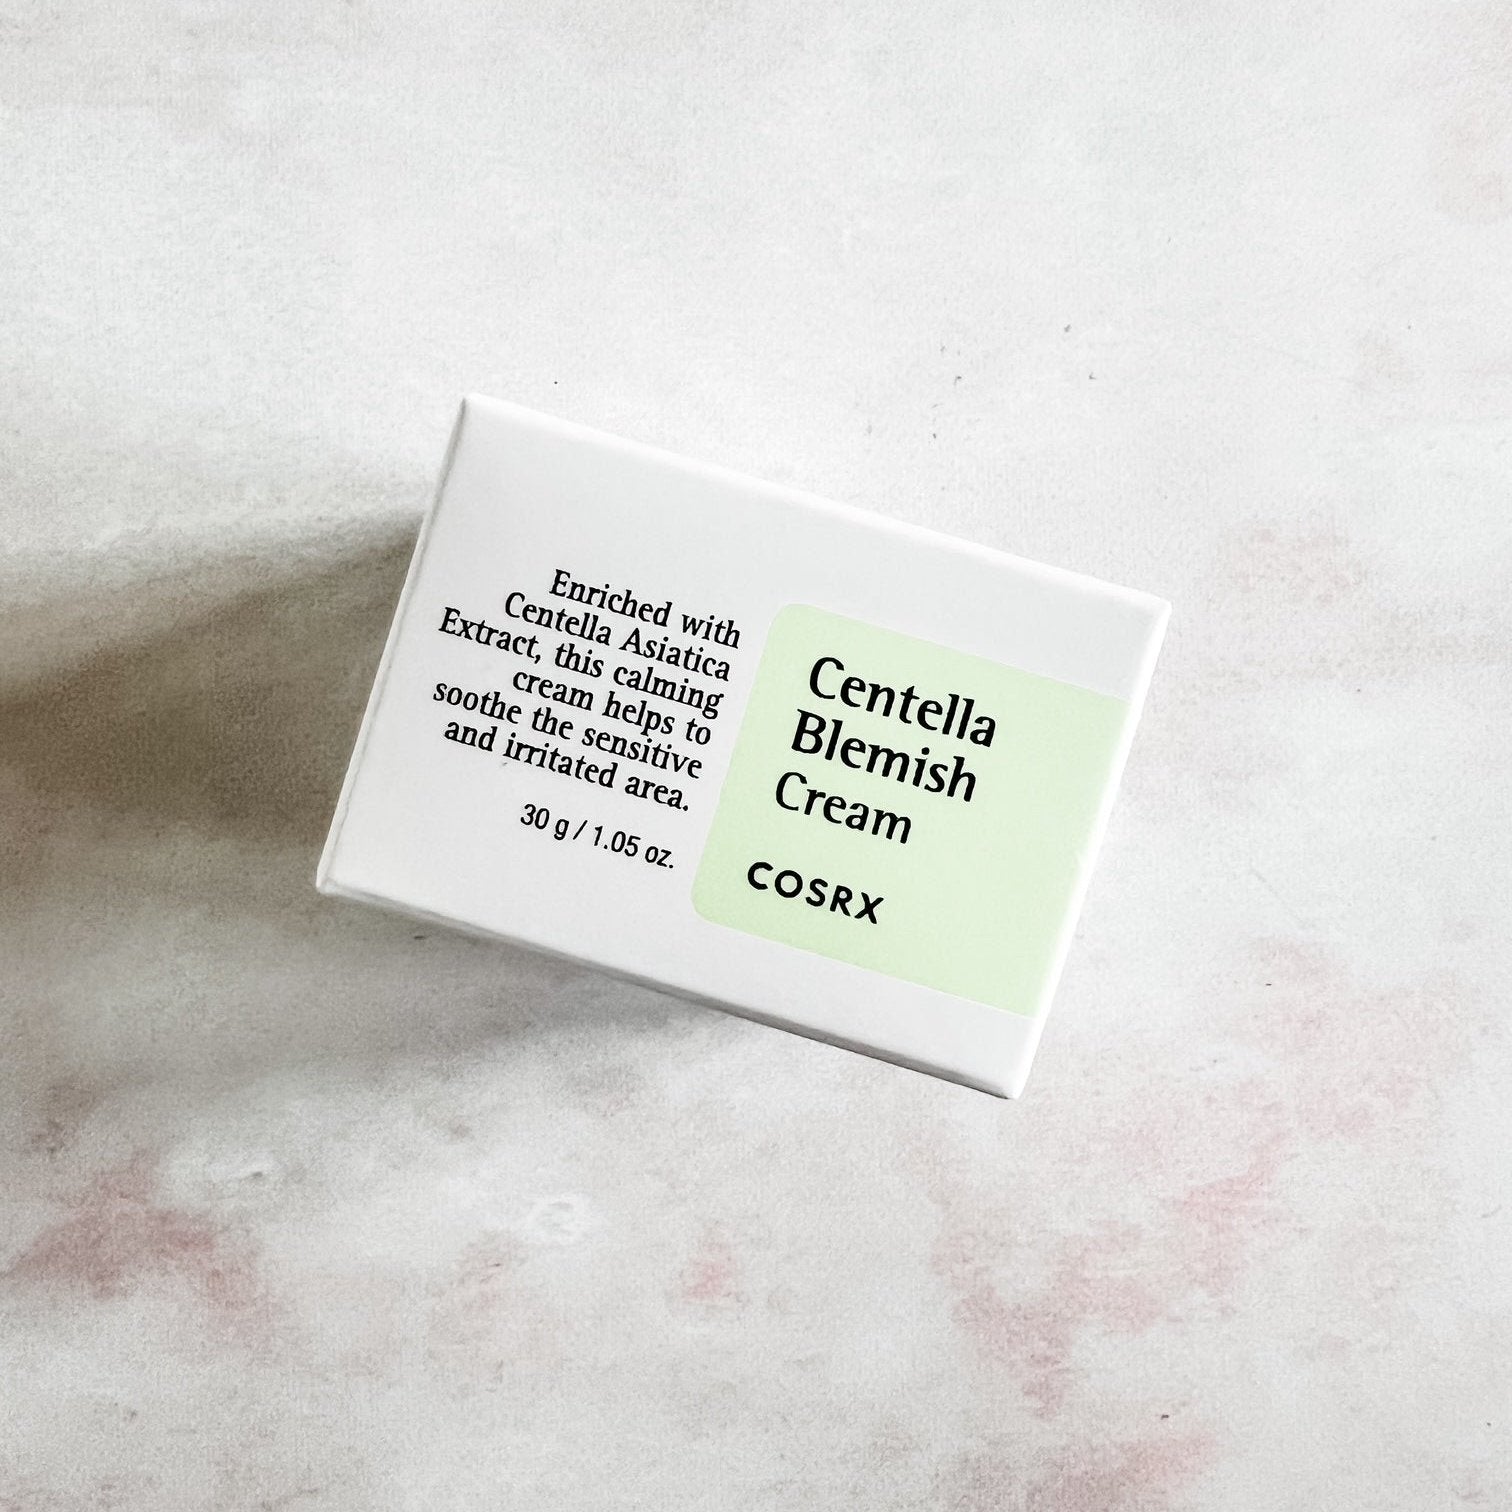 Enriched with
Centella Asiatica
Extract, this calming
cream helps to
soothe the sensitive
and irritated area.
30 g / 1.05 oz.
Centella
Blemish
Cream
COSRX